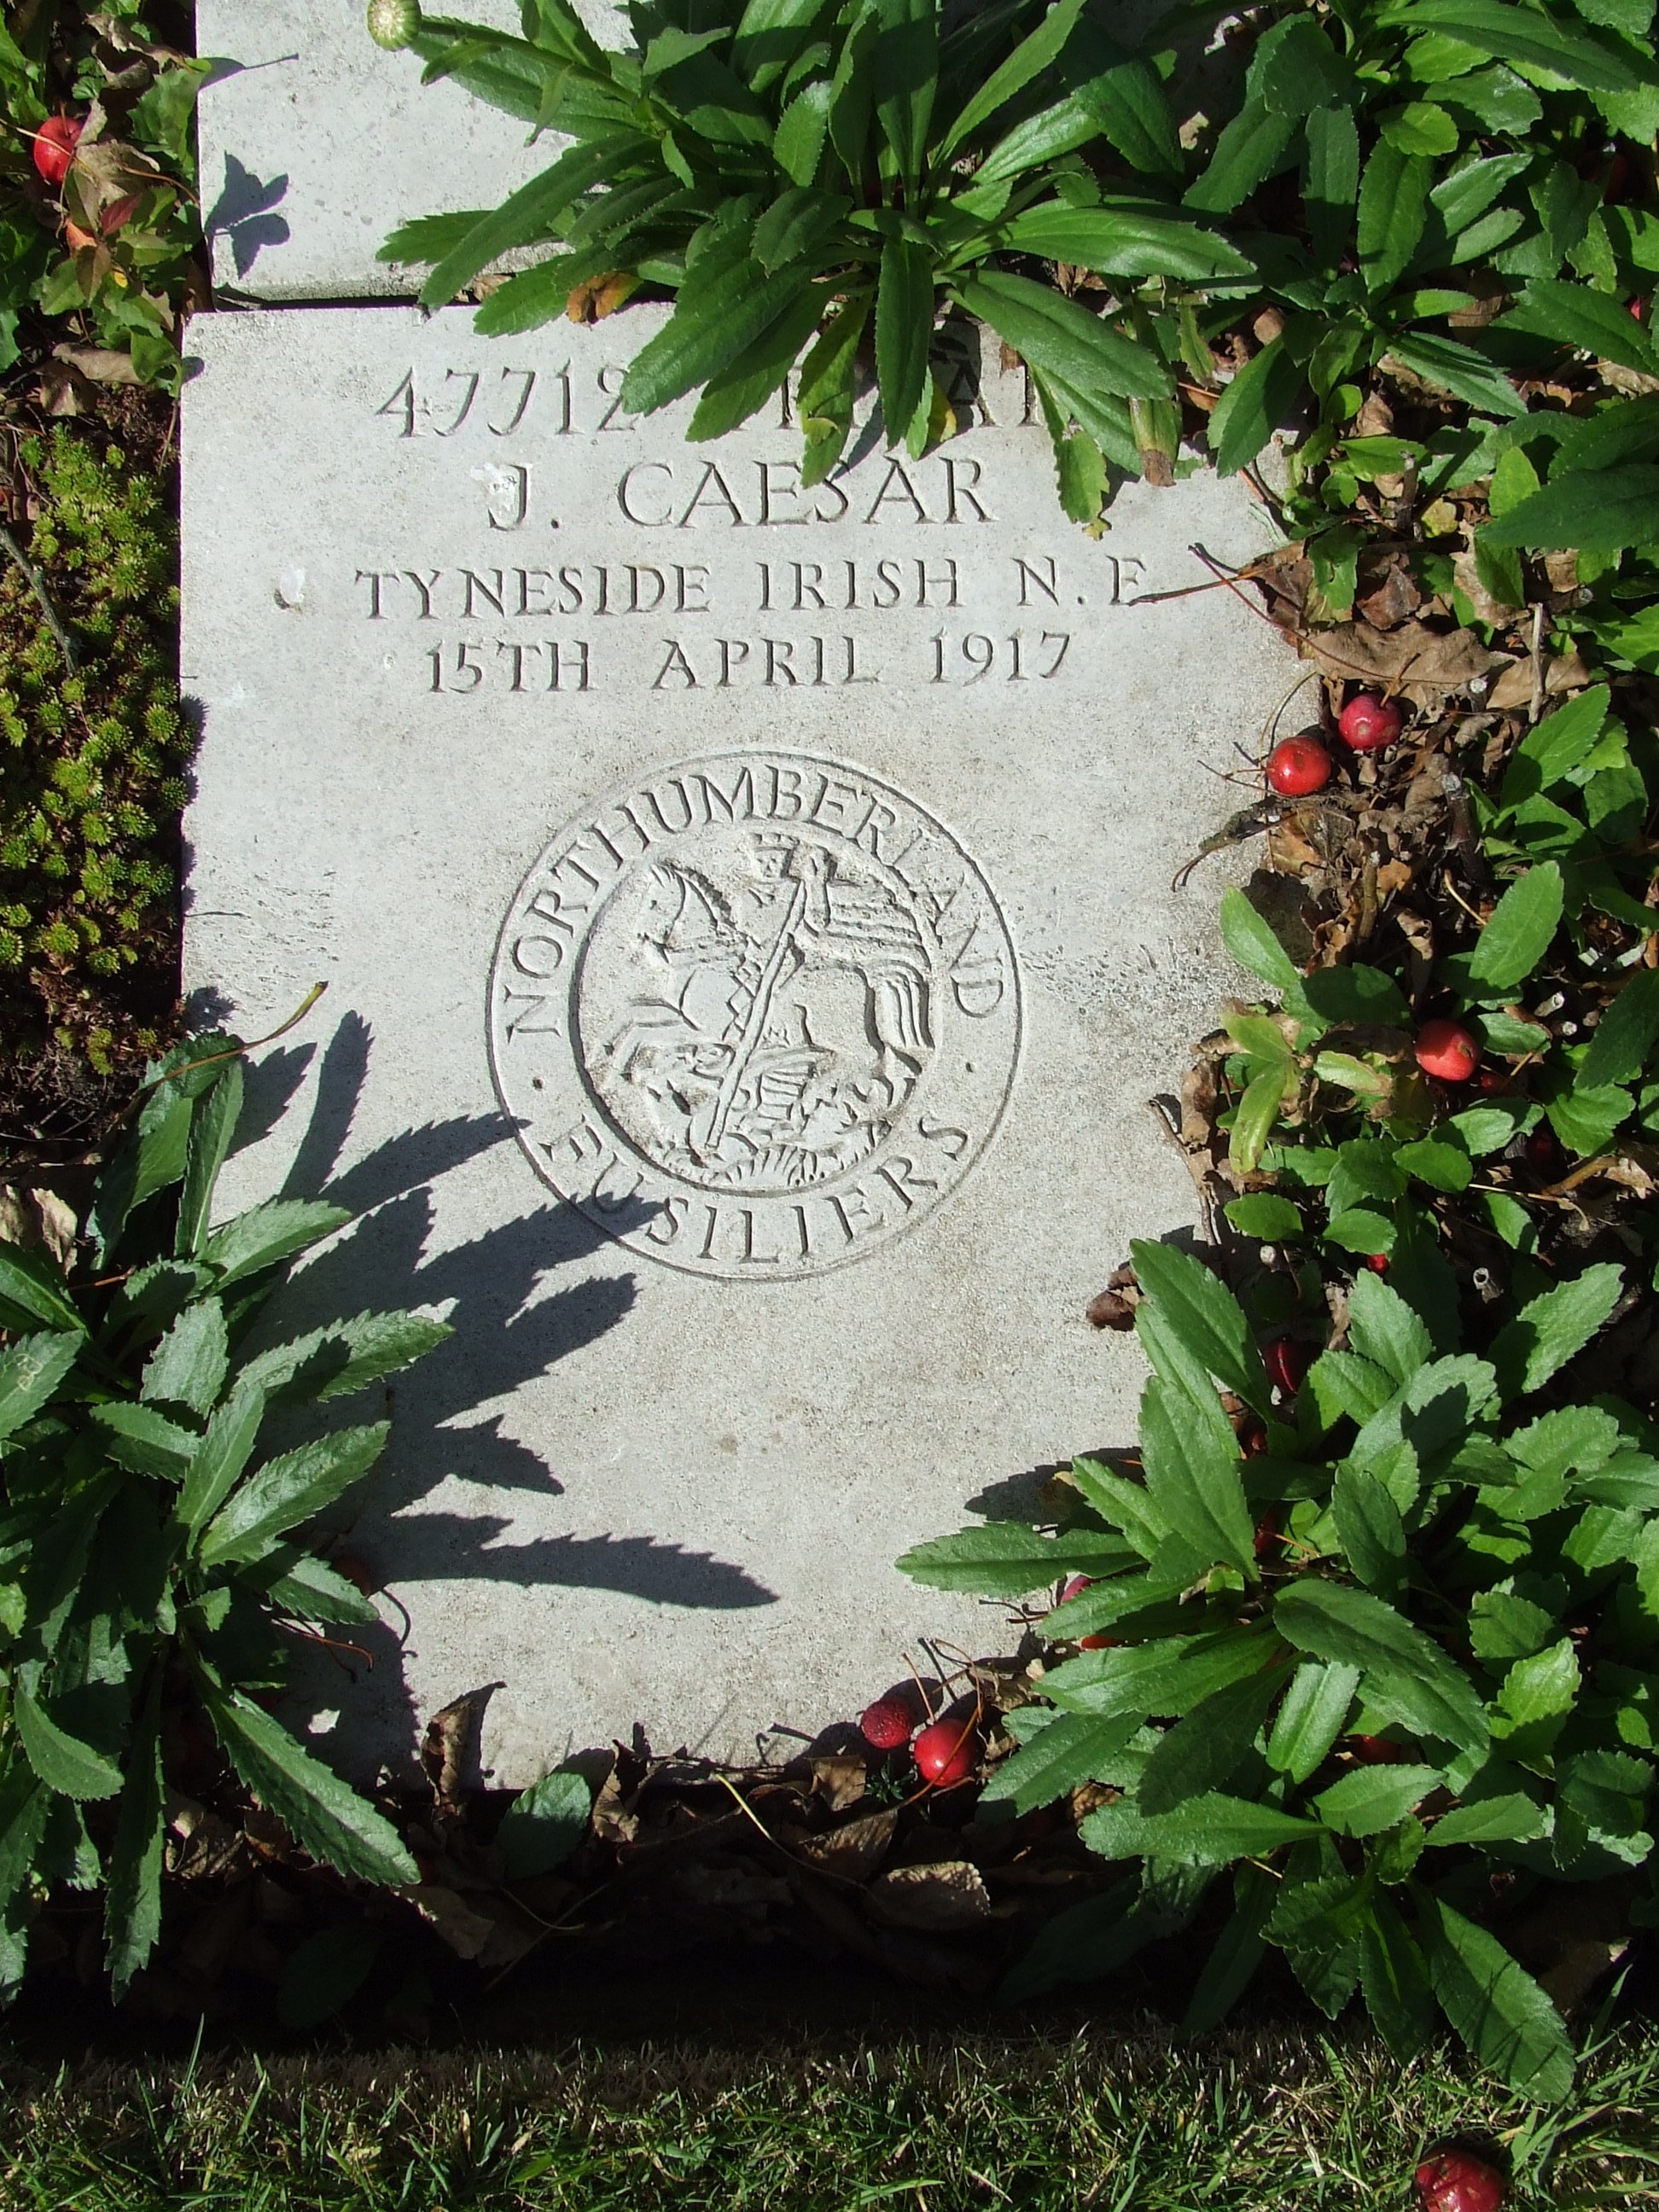 47712
J. CAESAR
TYNESIDE IRISH N.F.
15TH APRIL 1917
NORTHUMBERLAND
FUSILIERS